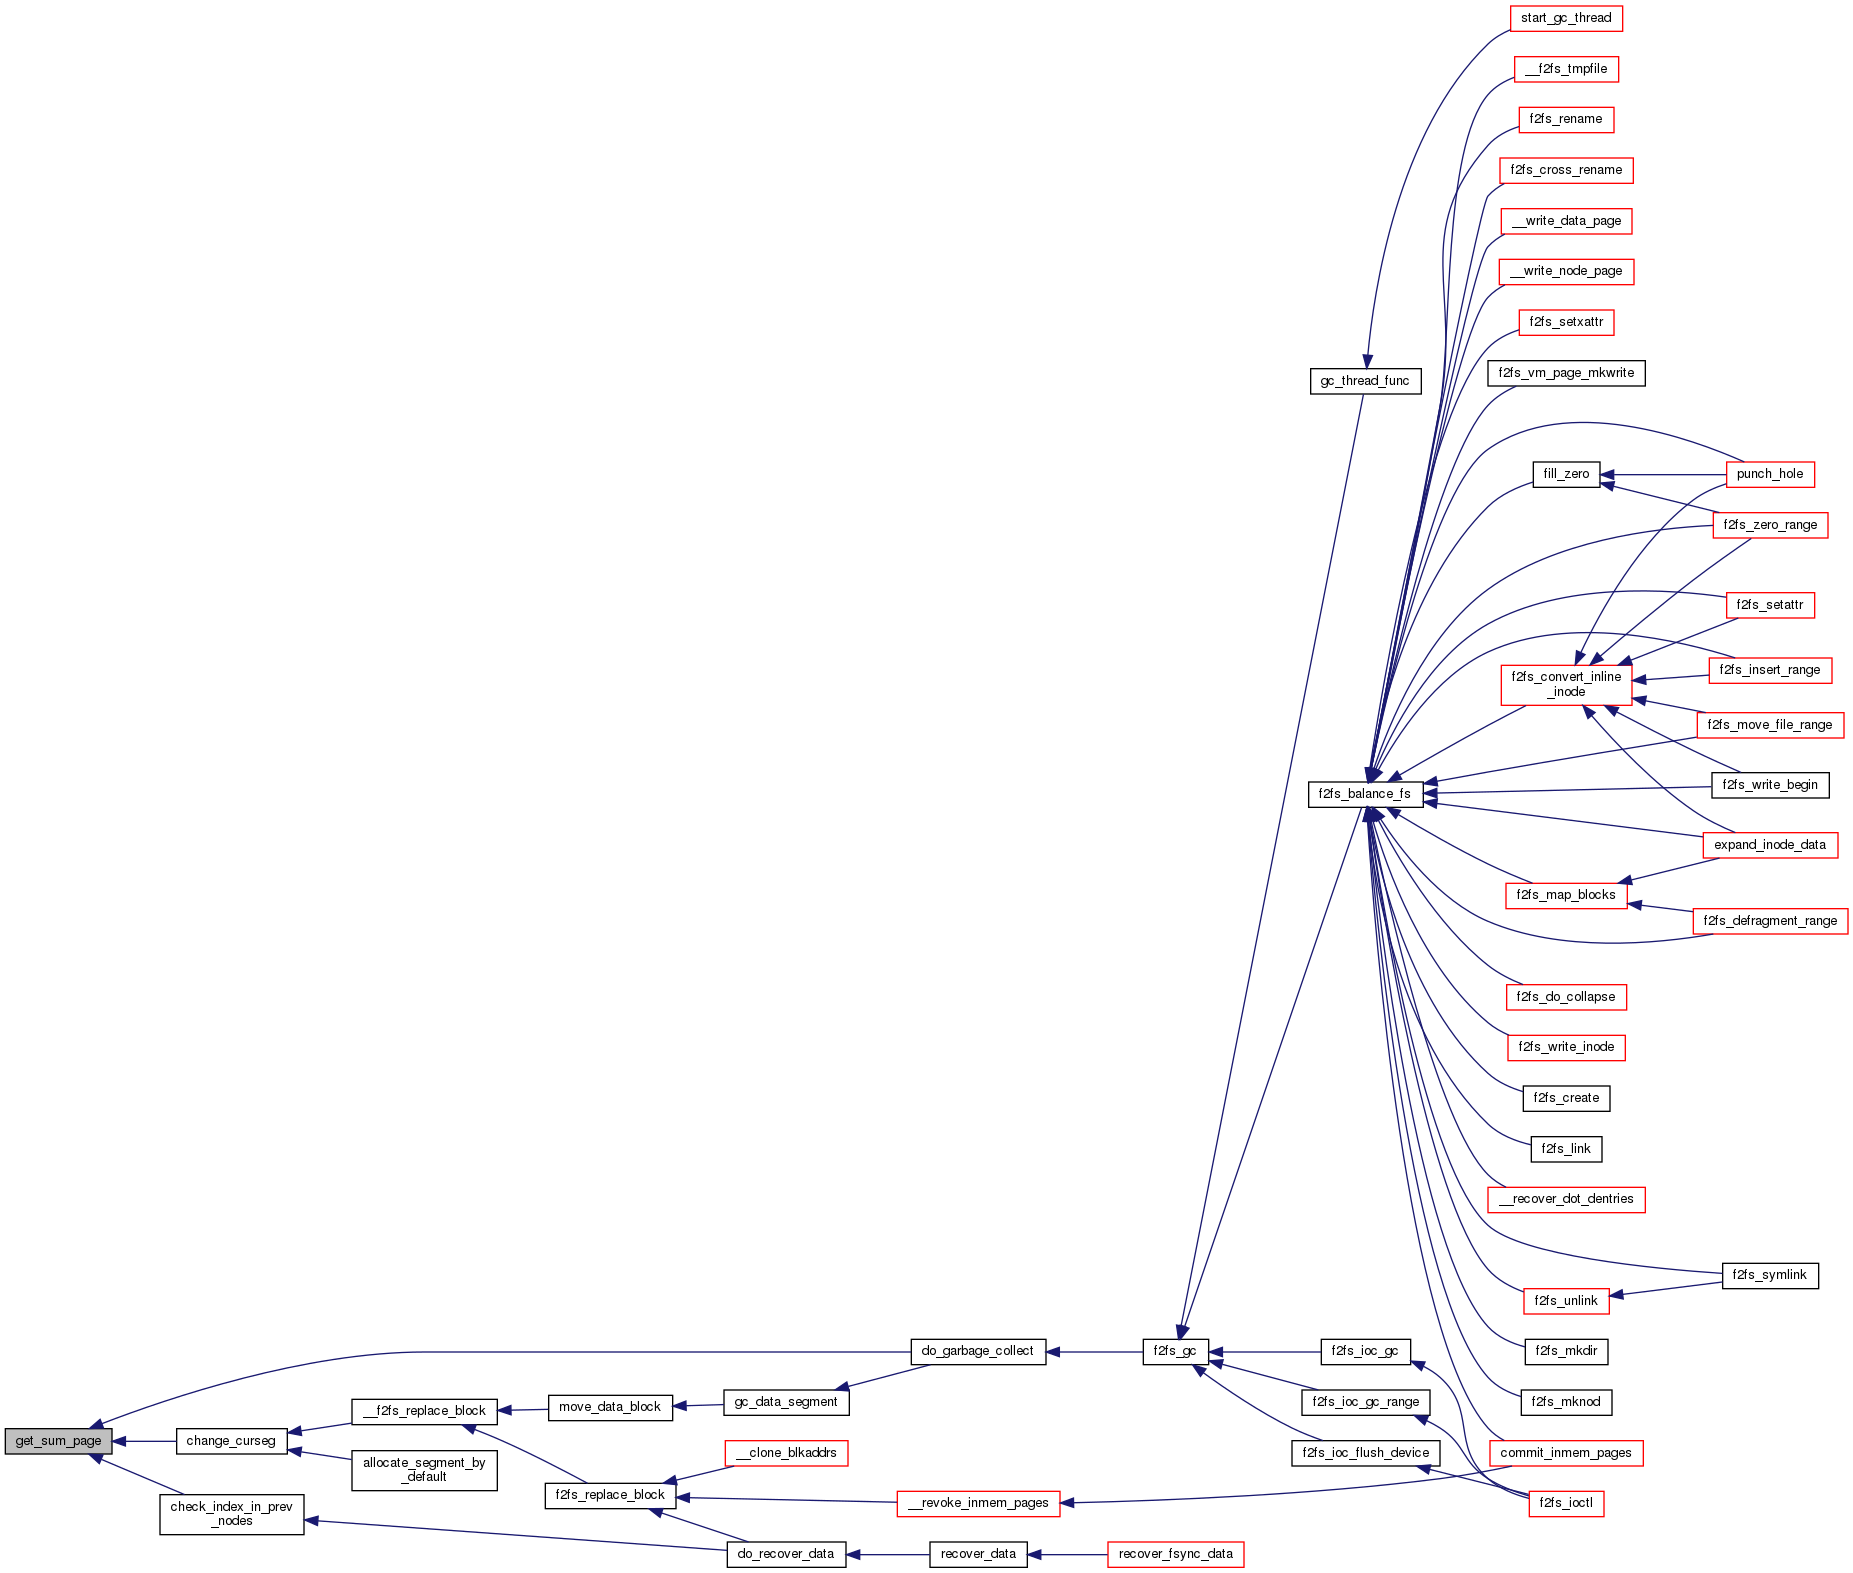 start_gc_thread
__f2fs_tmpfile
f2fs_rename
f2fs_cross_rename
__write_data_page
__write_node_page
f2fs_setxattr
f2fs_vm_page_mkwrite
gc_thread_func
fill_zero
punch_hole
f2fs_zero_range
f2fs_setattr
f2fs_convert_inline
_inode
f2fs_insert_range
f2fs_move_file_range
f2fs_balance_fs
f2fs_write_begin
expand_inode_data
f2fs_map_blocks
f2fs_defragment_range
f2fs_do_collapse
f2fs_write_inode
f2fs_create
f2fs_link
__recover_dot_dentries
f2fs_symlink
f2fs_unlink
do_garbage_collect
f2fs_gc
f2fs_ioc_gc
f2fs_mkdir
__f2fs_replace_block
move_data_block
gc_data_segment
f2fs_ioc_gc_range
f2fs_mknod
get_sum_page
change_curseg
allocate_segment_by
_default
__clone_blkaddrs
f2fs_ioc_flush_device
commit_inmem_pages
check_index_in_prev
_nodes
f2fs_replace_block
__revoke_inmem_pages
f2fs_ioctl
do_recover_data
recover_data
recover_fsync_data